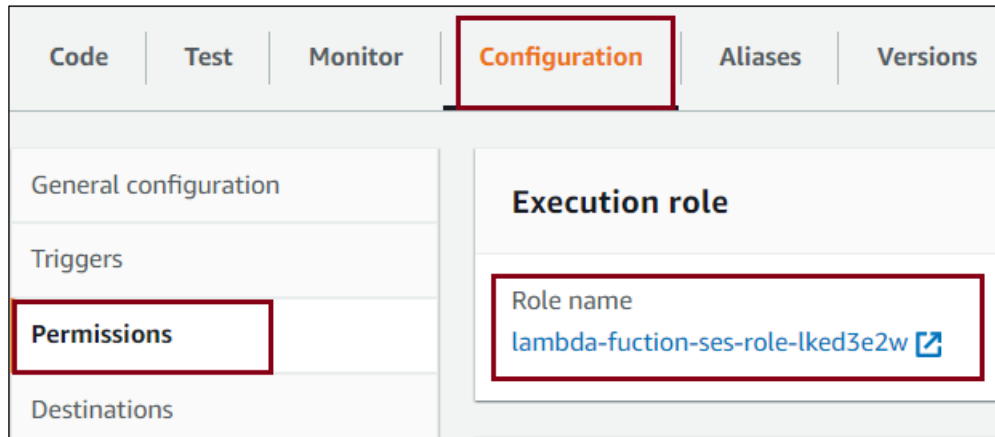 Code Test Monitor Configuration Aliases Versions
General configuration
Triggers
Permissions
Destinations
Execution role
Role name
lambda-fuction-ses-role-lked3e2w